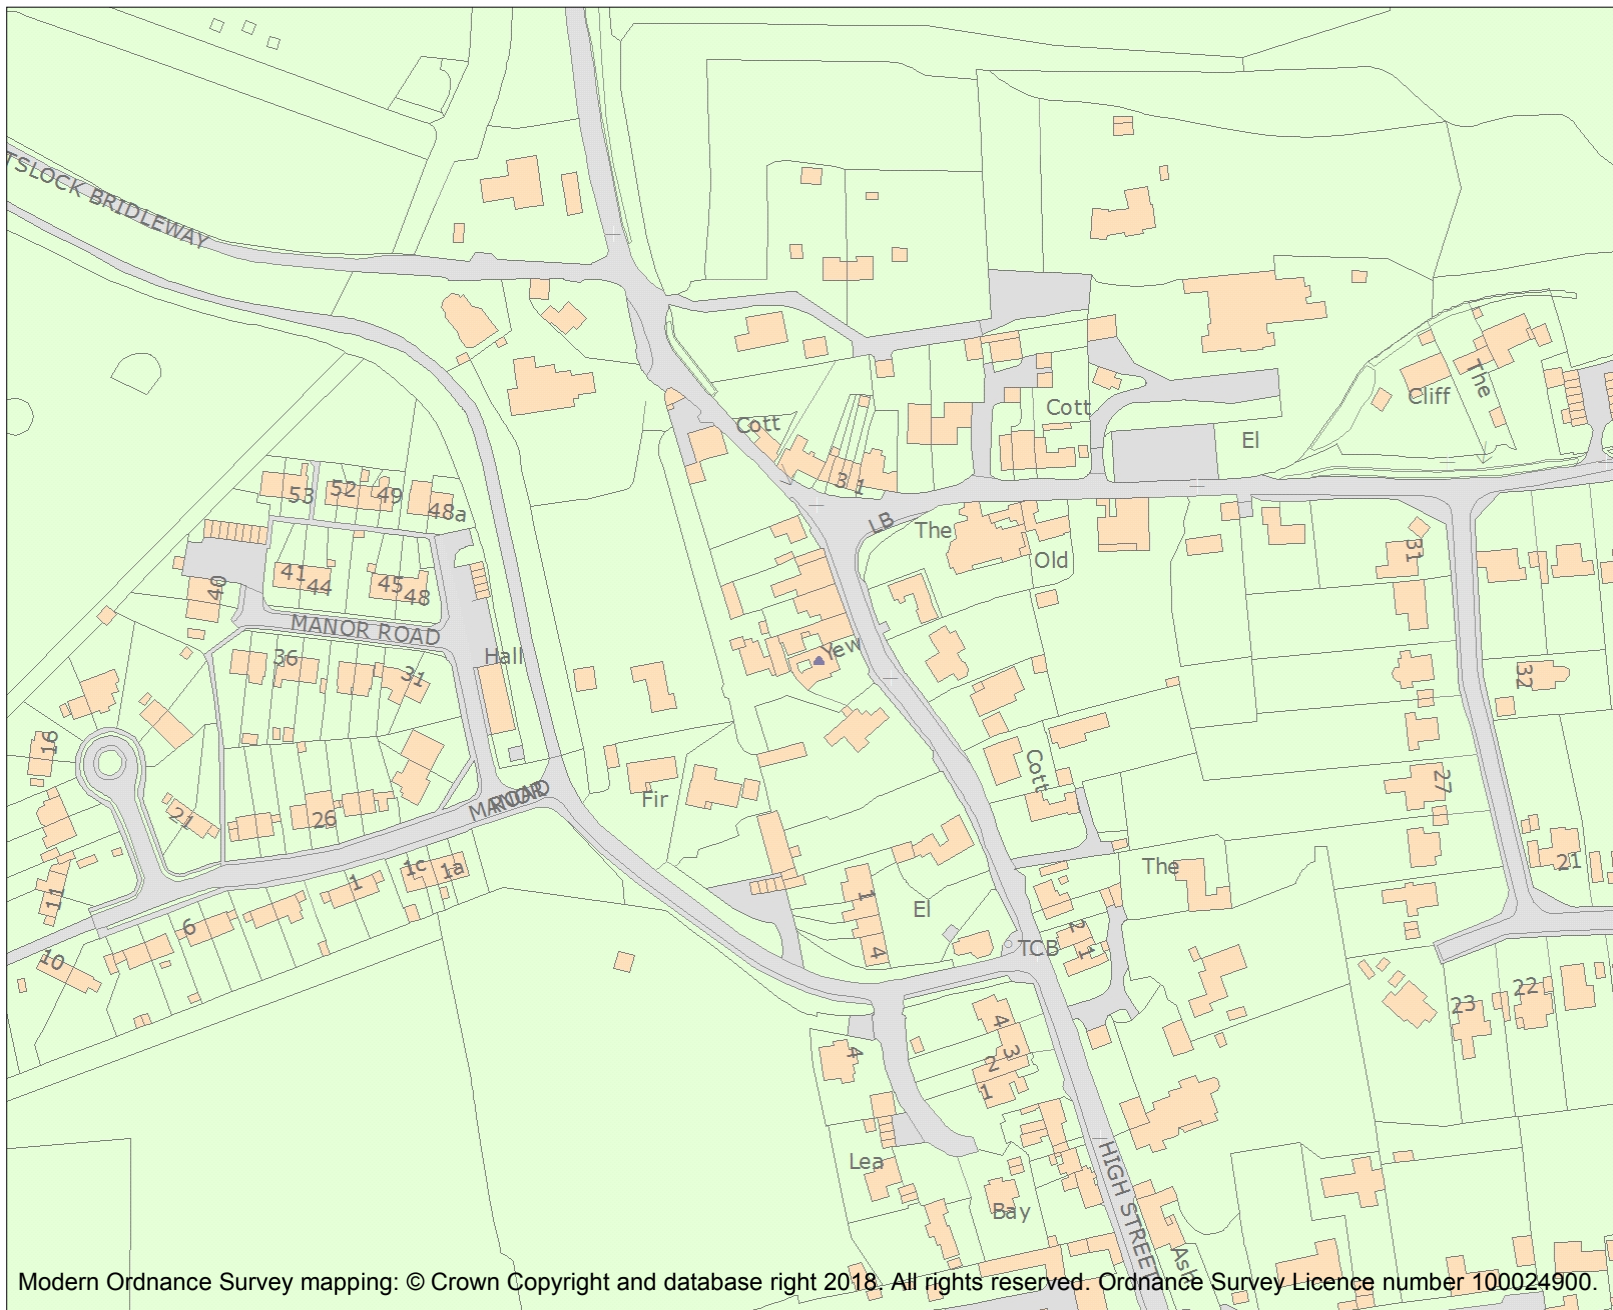 TSLOCK BRIDLEWAY
Cott
Cott
Cliff
The
El
3 1
53
52
49
48a
LB
The
Old
31
41
44
45
48
40
MANOR ROAD
Hall
36
31
Yew
32
16
Cott
27
Fir
MANOR
ROAD
21
26
The
21
1c
1a
1
11
1
El
6
4
TCB
2
1
10
23
22
4
3
2
1
4
Lea
Bay
HIGH STREET
Ash
Modern Ordnance Survey mapping: © Crown Copyright and database right 2018. All rights reserved. Ordnance Survey Licence number 100024900.